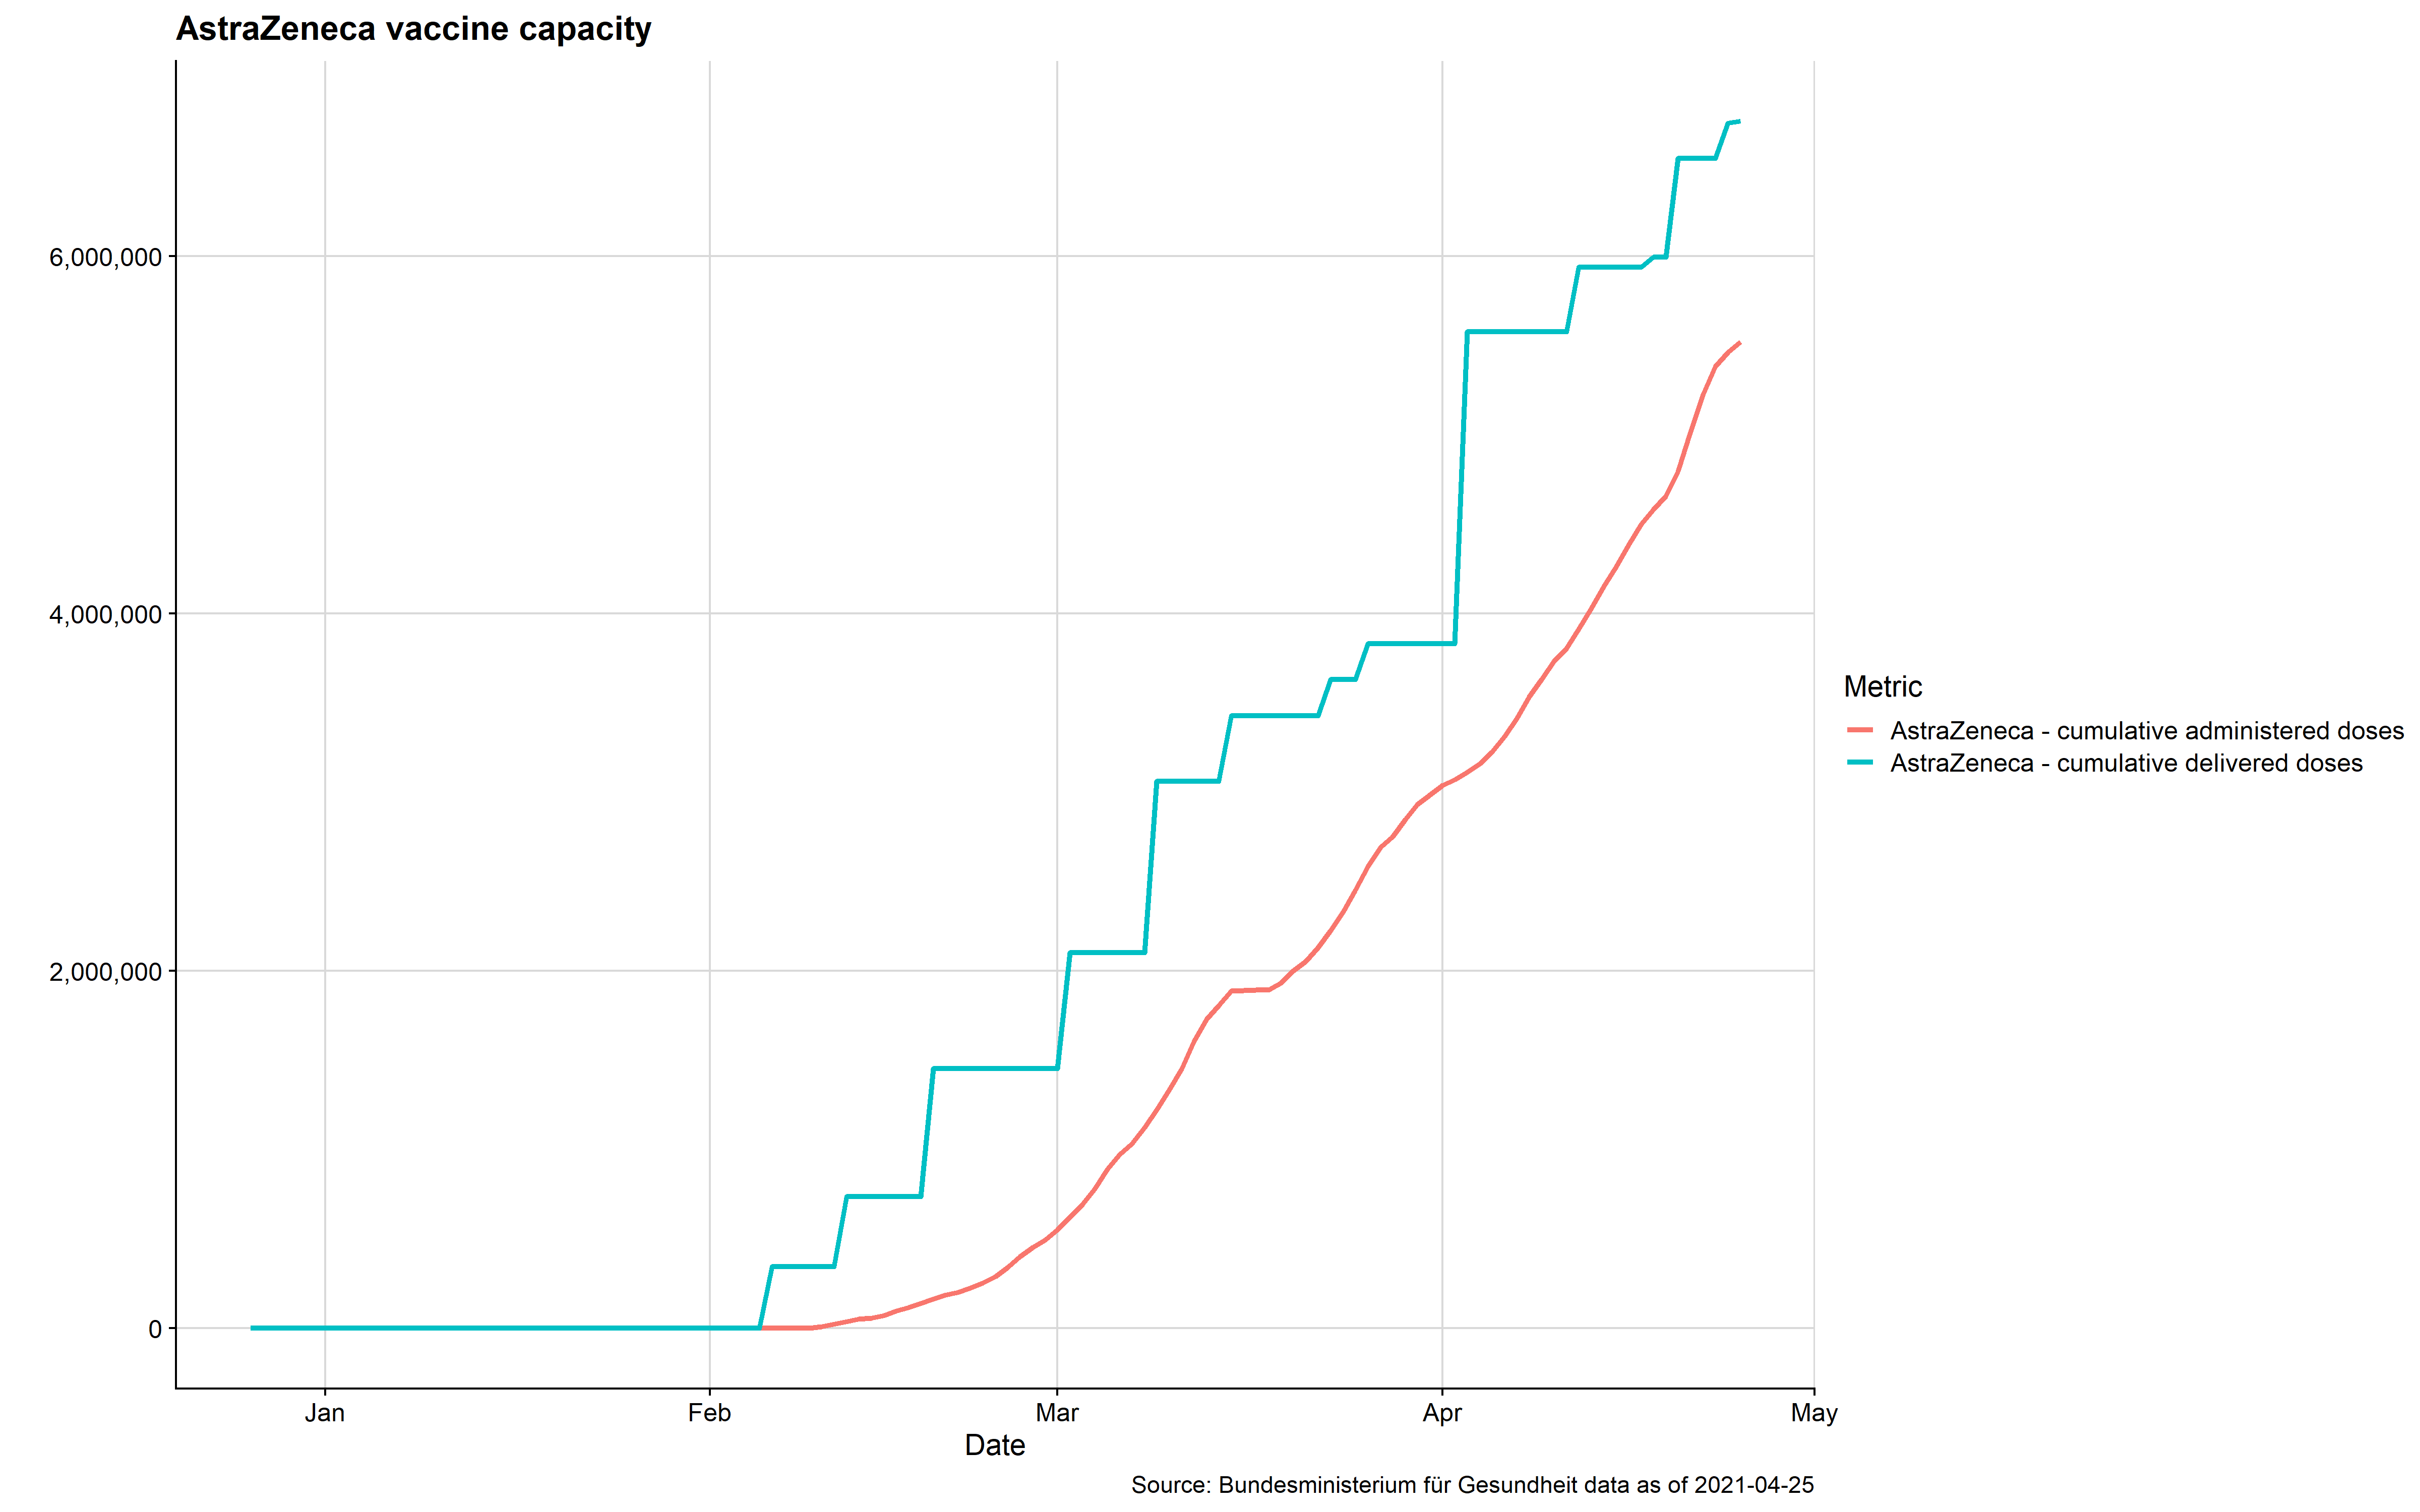 AstraZeneca vaccine capacity
6,000,000
4,000,000
2,000,000
0
Jan Feb Mar Apr May
Date
Metric
AstraZeneca - cumulative administered doses
AstraZeneca - cumulative delivered doses
Source: Bundesministerium für Gesundheit data as of 2021-04-25